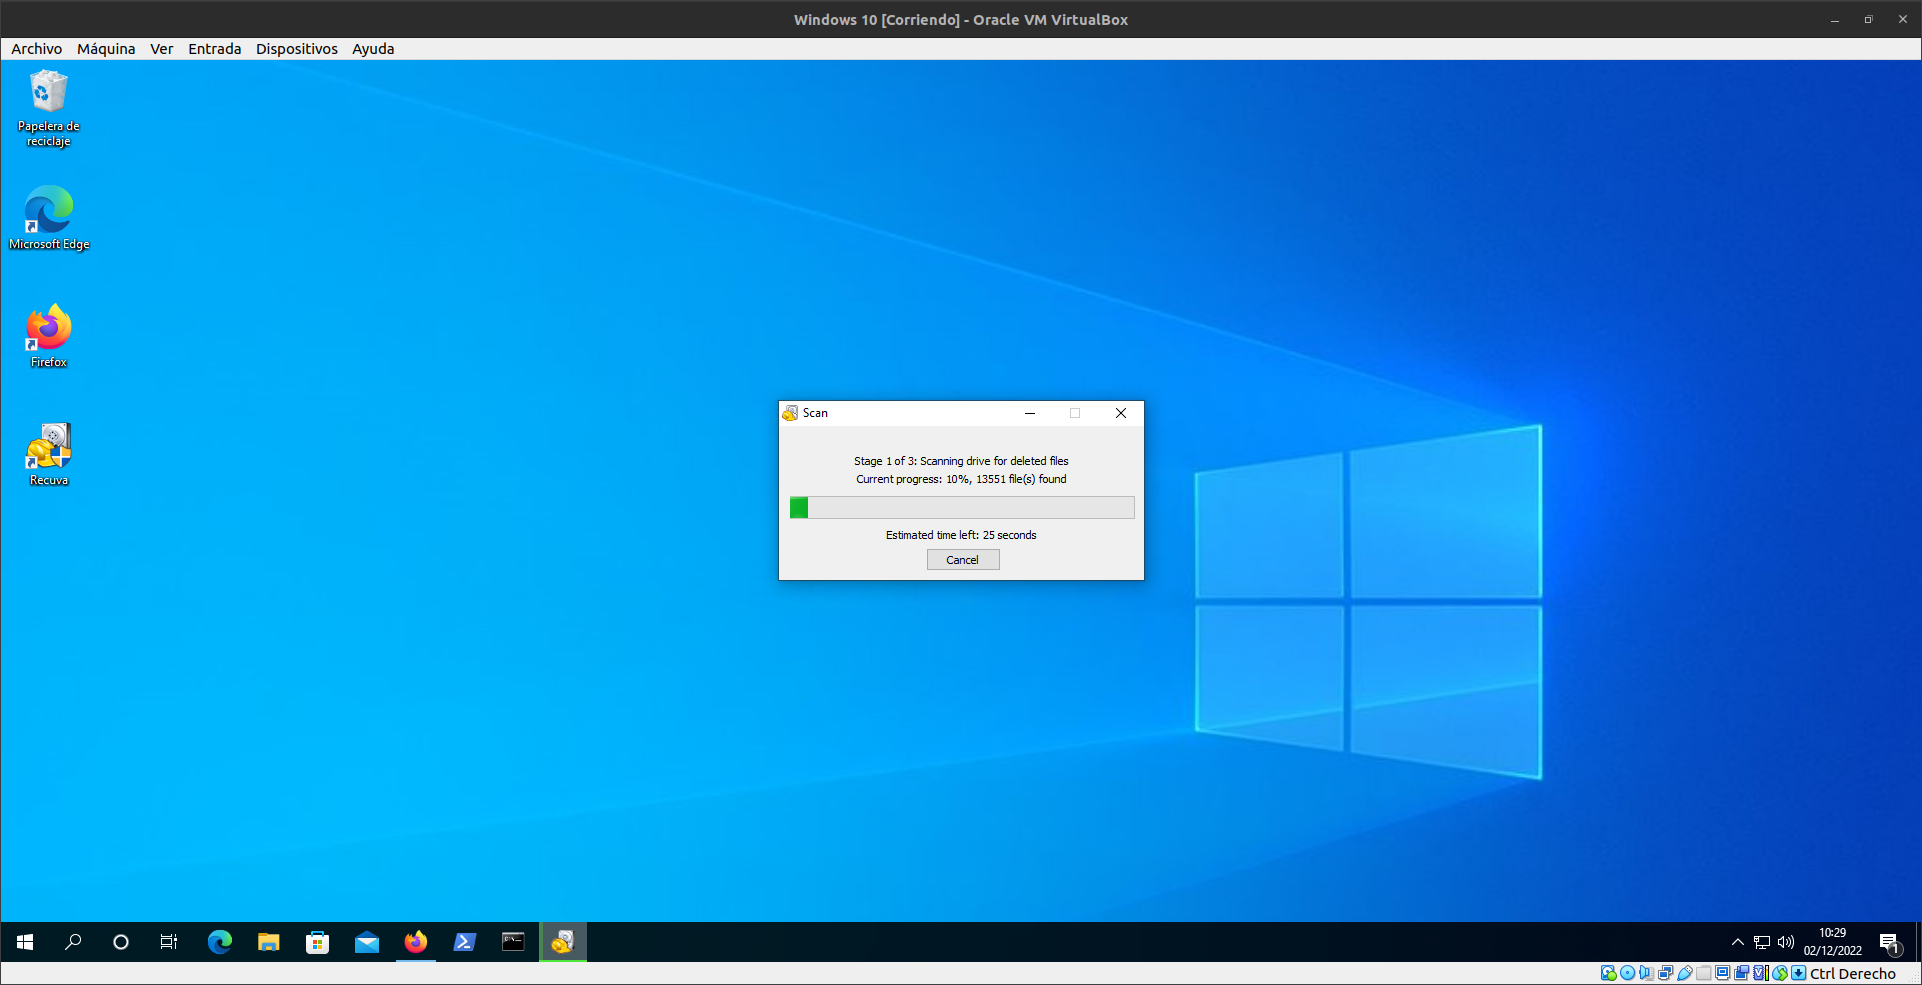 Windows 10 [Corriendo] - Oracle VM VirtualBox
Archivo Máquina Ver Entrada Dispositivos Ayuda
Papelera de
reciclaje
Microsoft Edge
Firefox
Recuva
Scan
Stage 1 of 3: Scanning drive for deleted files
Current progress: 10%, 13551 file(s) found
Estimated time left: 25 seconds
Cancel
10:29
02/12/2022
1
Ctrl Derecho